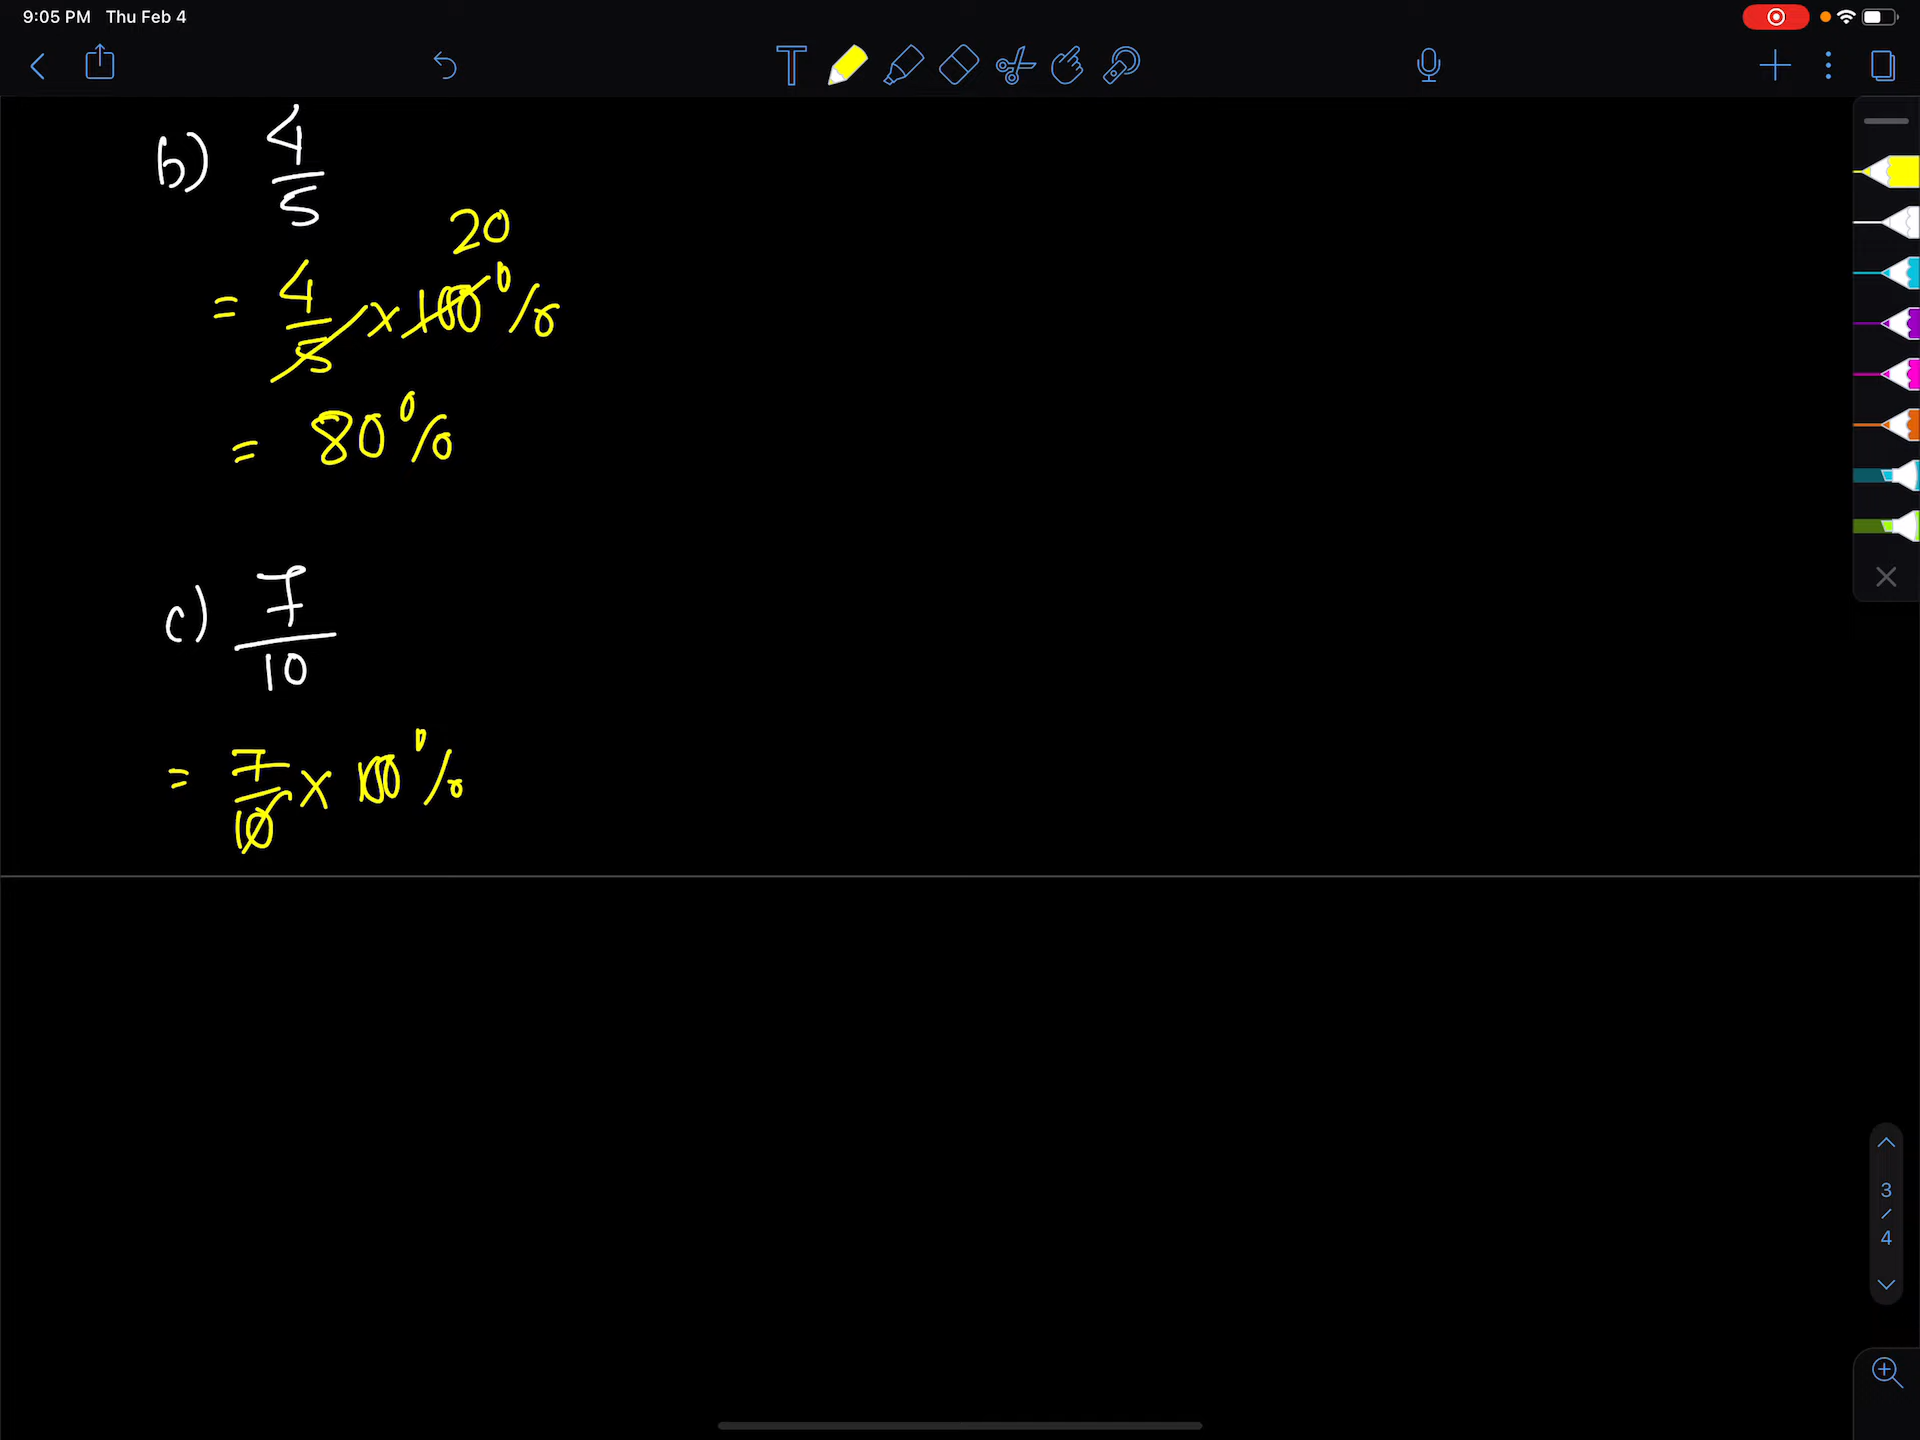 9:05 PM Thu Feb 4
b) 4/5
20
= 4/5 x 100%
= 80%
c) 7/10
= 7/10 x 100%
3
/
4